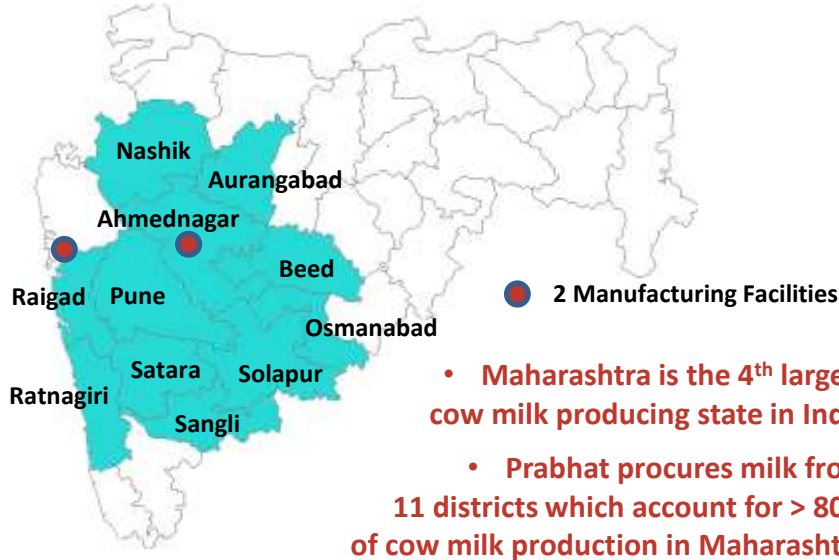 Nashik
Aurangabad
Ahmednagar
Beed
Raigad
Pune
2 Manufacturing Facilities
Osmanabad
Satara
Solapur
Ratnagiri
Sangli
• Maharashtra is the 4th large
cow milk producing state in Ind
• Prabhat procures milk fro
11 districts which account for > 80
of cow milk production in Maharasht